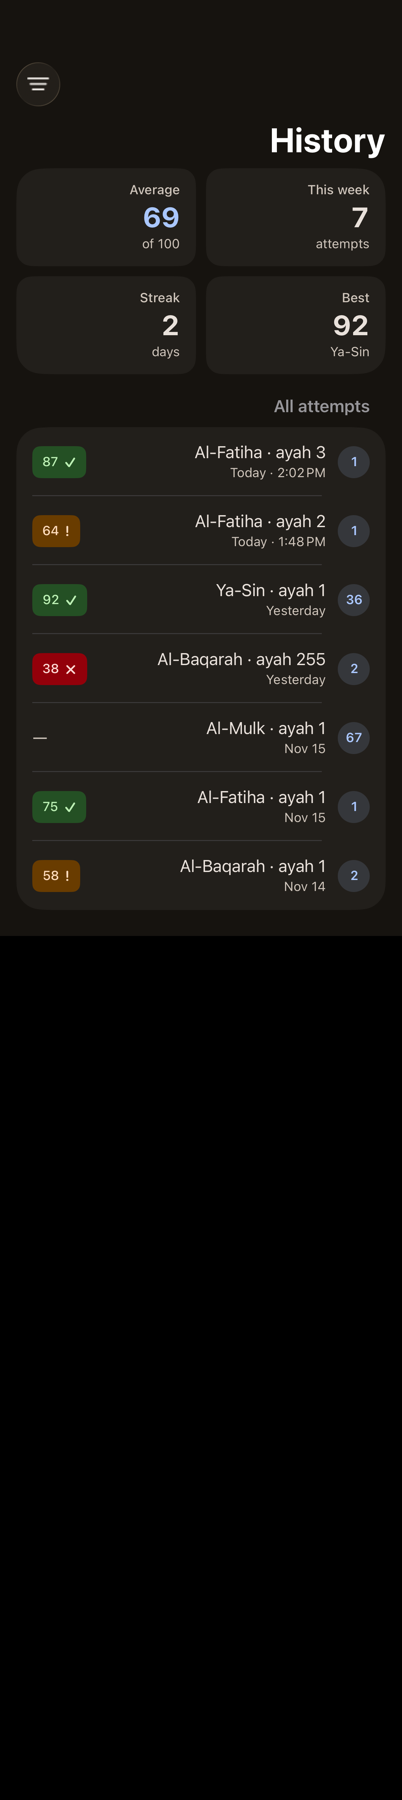 History
This week
7
attempts
Average
69
of 100
Best
92
Ya-Sin
Streak
2
days
All attempts
1
Al-Fatiha · ayah 3
Today · 2:02 PM
87
1
Al-Fatiha · ayah 2
Today · 1:48 PM
64 !
36
Ya-Sin · ayah 1
Yesterday
92
2
Al-Baqarah · ayah 255
Yesterday
38
67
Al-Mulk · ayah 1
Nov 15
—
1
Al-Fatiha · ayah 1
Nov 15
75
2
Al-Baqarah · ayah 1
Nov 14
58 !